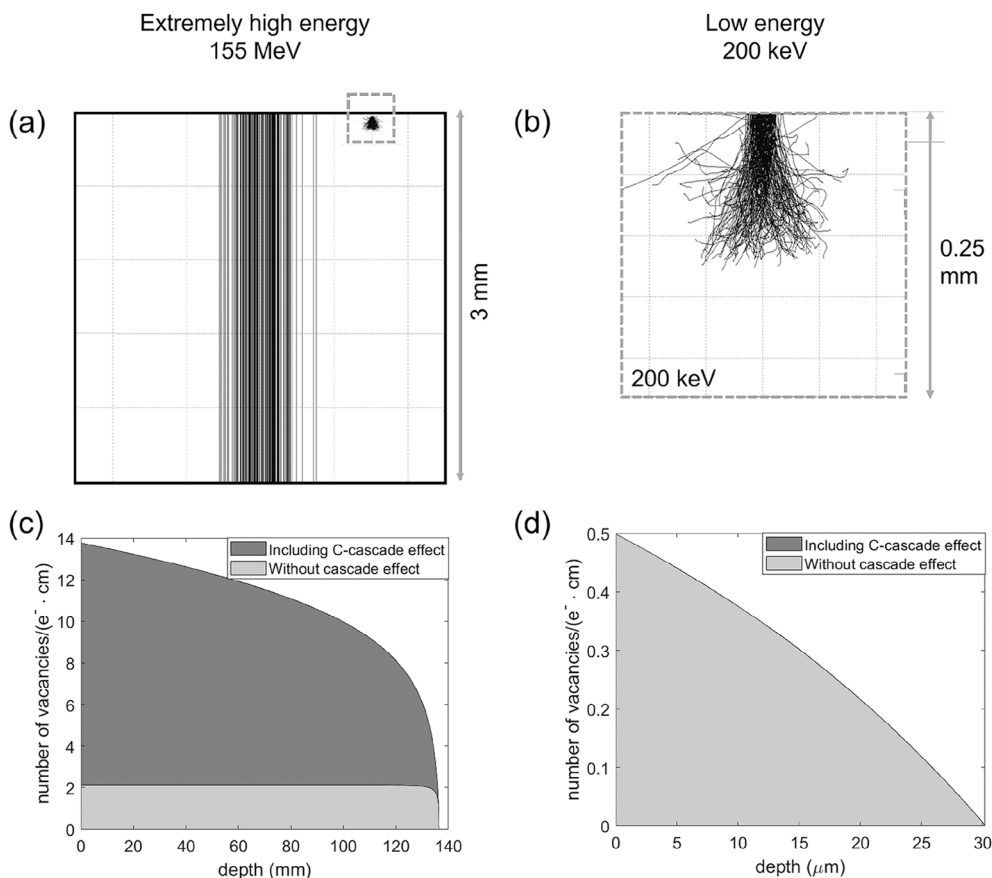 Extremely high energy
155 MeV
Low energy
200 keV
(a)
3 mm
(b)
200 keV
0.25
mm
(c)
number of vacancies/(e⁻ · cm)
14
12
10
8
6
4
2
0
Including C-cascade effect
Without cascade effect
0 20 40 60 80 100 120 140
depth (mm)
(d)
number of vacancies/(e⁻ · cm)
0.5
0.4
0.3
0.2
0.1
0
Including C-cascade effect
Without cascade effect
0 5 10 15 20 25 30
depth (μm)